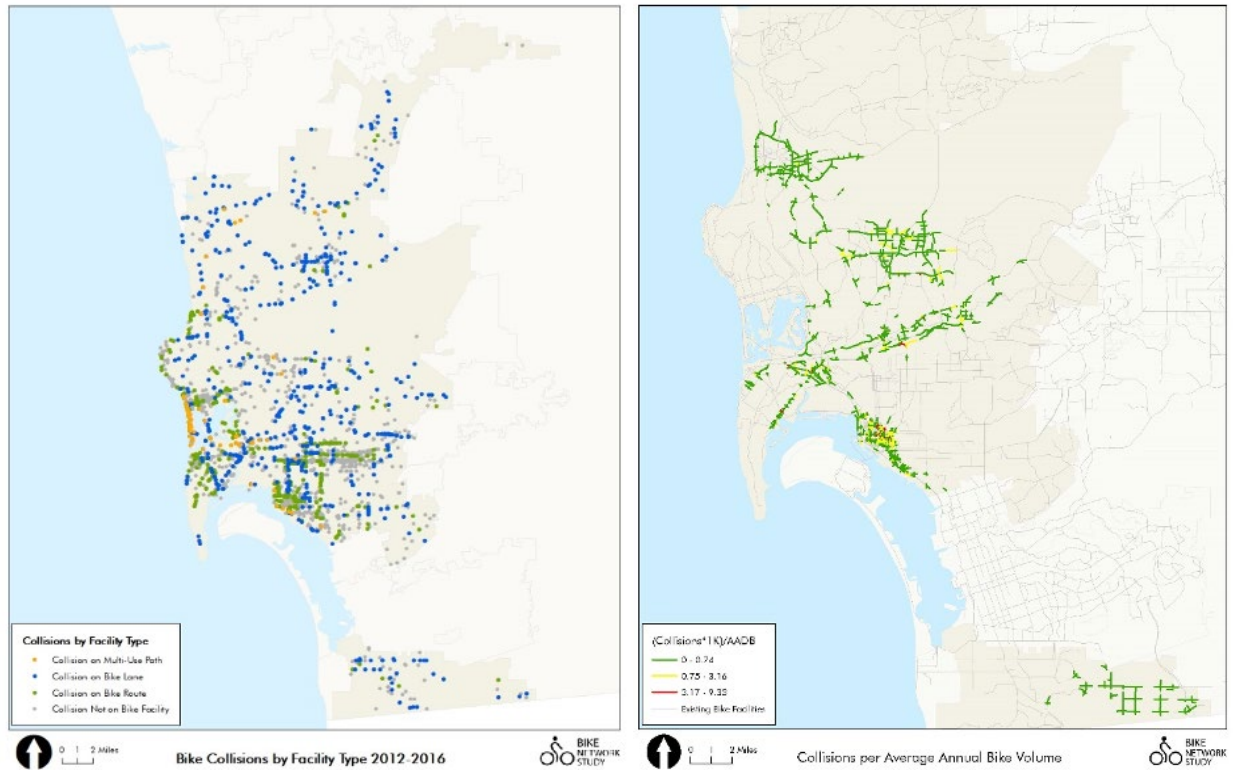 Collisions by Facility Type
Collision on Multi-Use Path
Collision on Bike Lane
Collision on Bike Route
Collision Not on Bike Facility
0 1 2 Miles
Bike Collisions by Facility Type 2012-2016
BIKE
NETWORK
STUDY
(Collisions*1K)/AADB
0 - 0.74
0.75 - 3.16
3.17 - 9.33
Existing Bike Facilities
0 1 2 Miles
Collisions per Average Annual Bike Volume
BIKE
NETWORK
STUDY